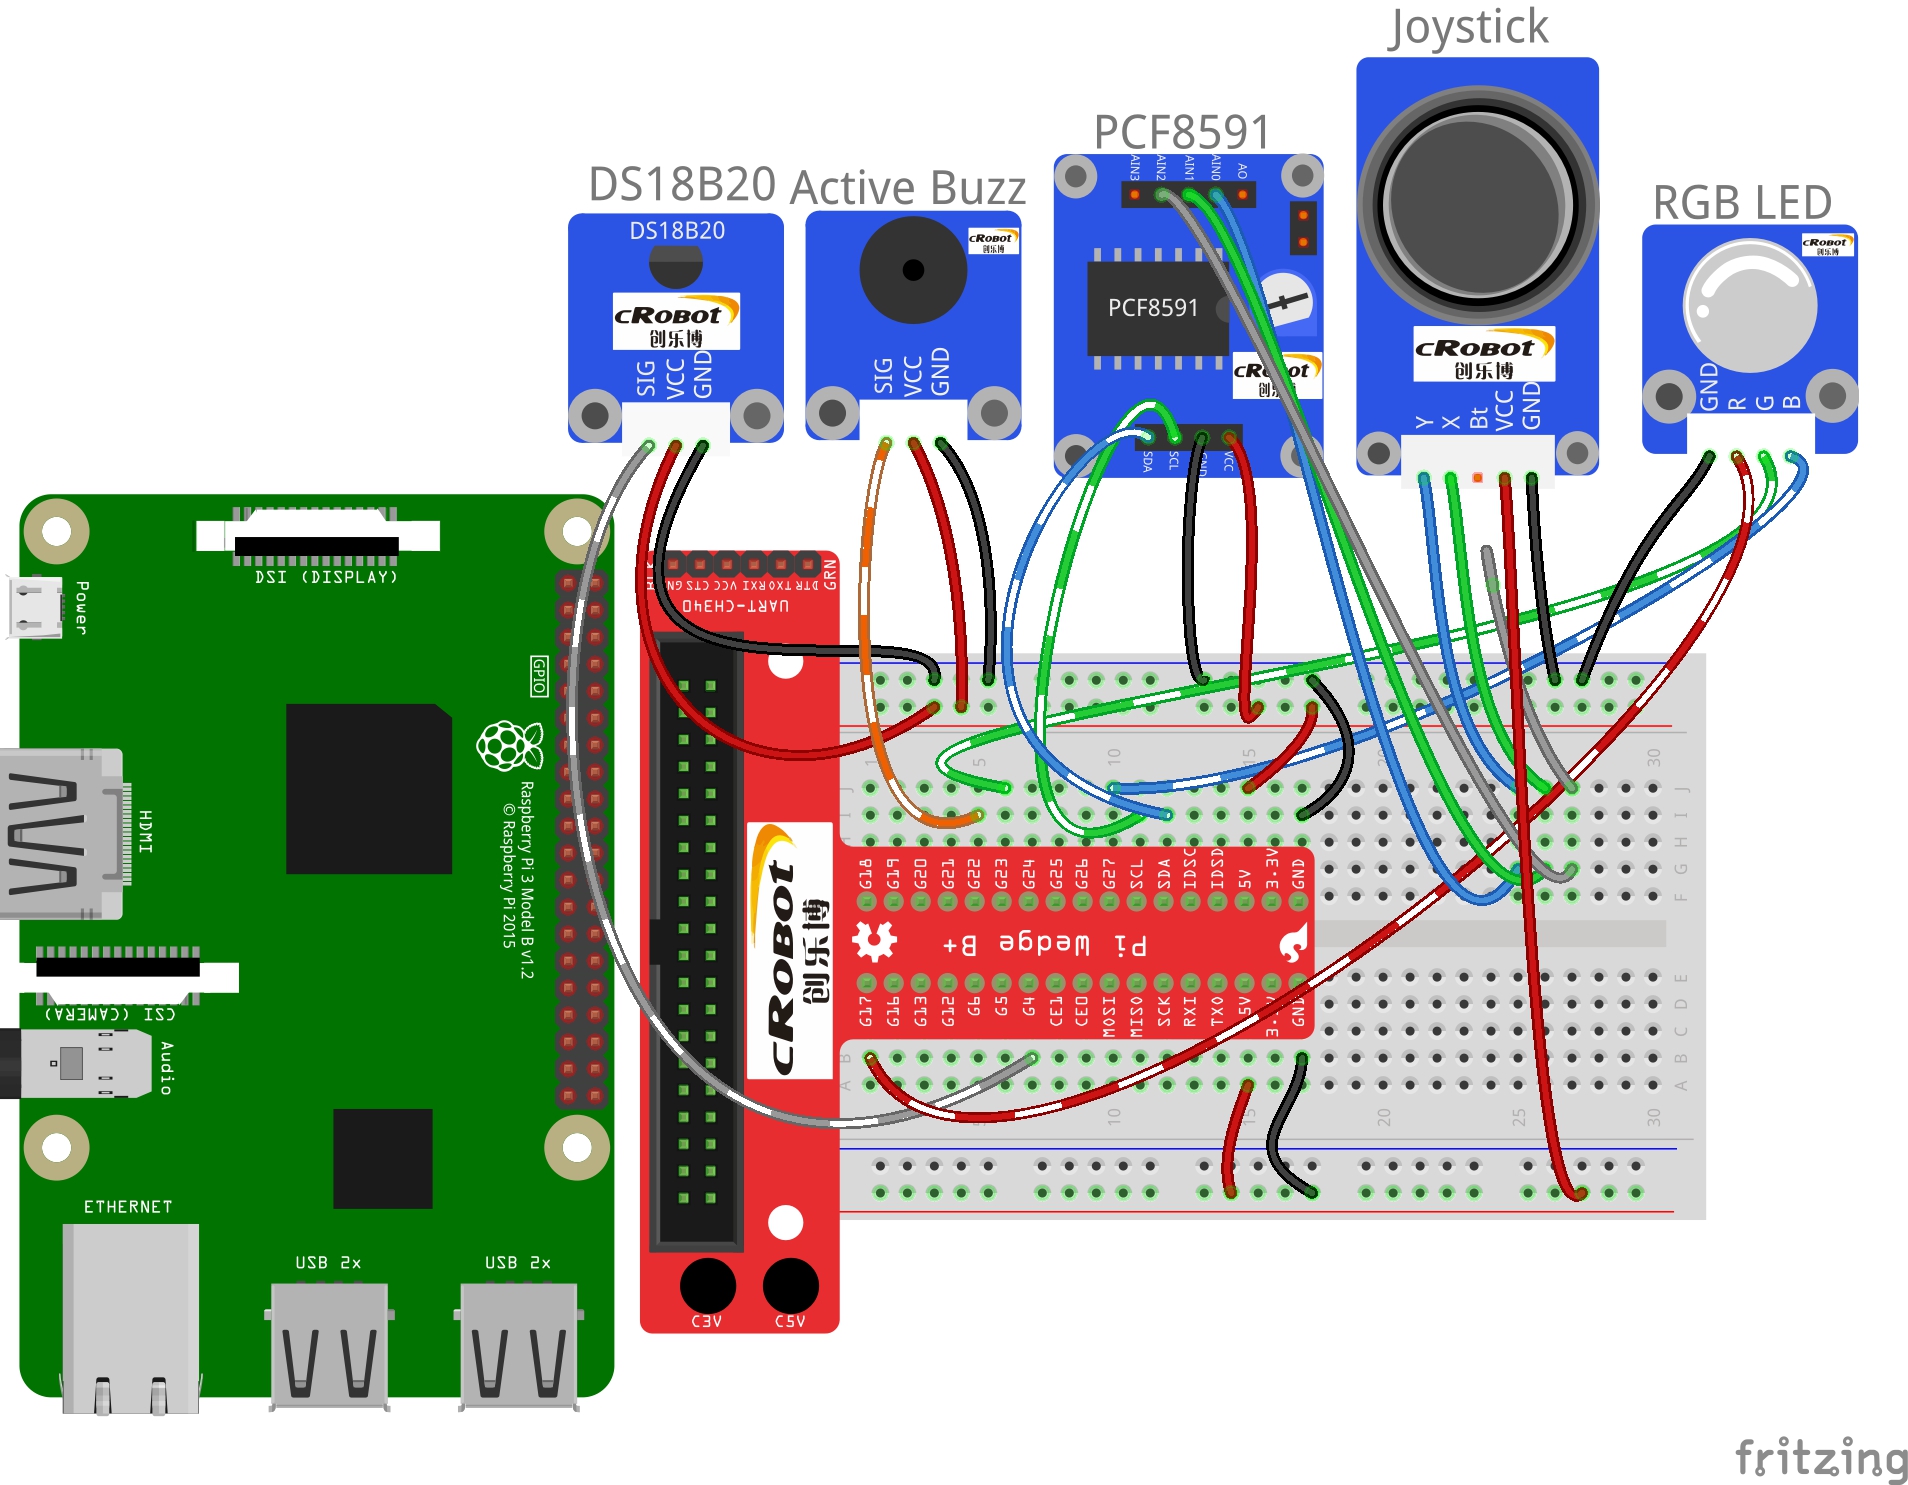 Joystick
PCF8591
DS18B20
Active Buzz
RGB LED
AIN3
AIN2
AIN1
AIN0
AO
DS18B20
cRobot
创乐博
SIG
VCC
GND
cRobot
创乐博
SIG
VCC
GND
PCF8591
cRobot
SDA
SCL
GND
VCC
cRobot
创乐博
Y
X
Bt
VCC
GND
cRobot
创乐博
GND
R
G
B
DSI (DISPLAY)
Power
GPIO
HDMI
Raspberry Pi 3 Model B v1.2
© Raspberry Pi 2015
CSI (CAMERA)
Audio
ETHERNET
USB 2x
USB 2x
GRN
DTR
TXO
RXI
VCC
CTS
UART-CH340
cRobot
创乐博
C3V
C5V
5
10
15
30
J
I
H
G
F
G18
G19
G20
G21
G22
G23
G24
G25
G26
G27
SCL
SDA
IDSC
IDSD
5V
3.3V
GND
Pi Wedge B+
G17
G16
G13
G12
G6
G5
G4
CE1
CE0
MOSI
MISO
SCK
RXI
TXO
5V
GND
E
D
C
B
A
B
A
10
15
20
25
30
fritzing